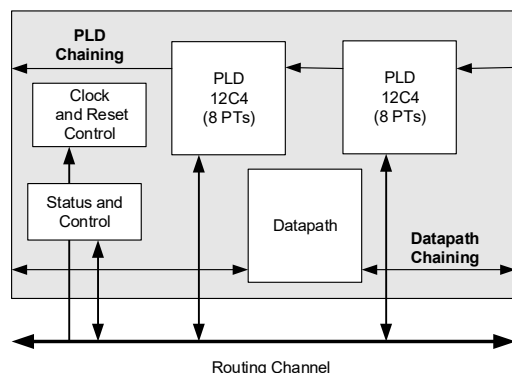 PLD
Chaining
PLD
12C4
(8 PTs)
PLD
12C4
(8 PTs)
Clock
and Reset
Control
Status and
Control
Datapath
Datapath
Chaining
Routing Channel